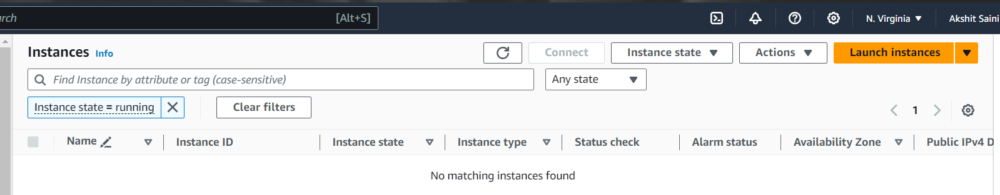 [Alt+S] N. Virginia Akshit Saini
Instances Info Connect Instance state Actions Launch instances
Find Instance by attribute or tag (case-sensitive) Any state
Instance state = running Clear filters 1
Name Instance ID Instance state Instance type Status check Alarm status Availability Zone Public IPv4 D
No matching instances found